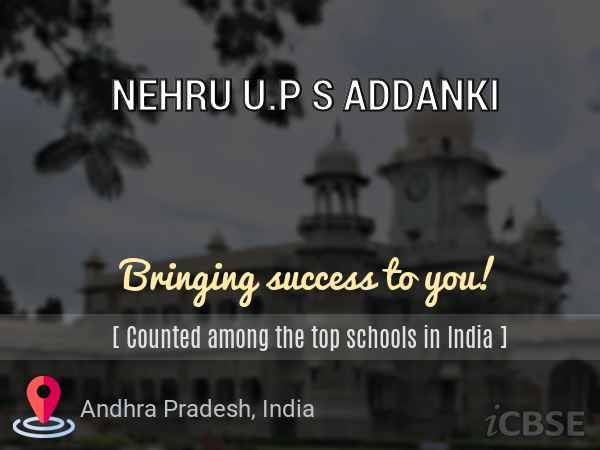 NEHRU U.P S ADDANKI
Bringing success to you!
[ Counted among the top schools in India ]
Andhra Pradesh, India
iCBSE